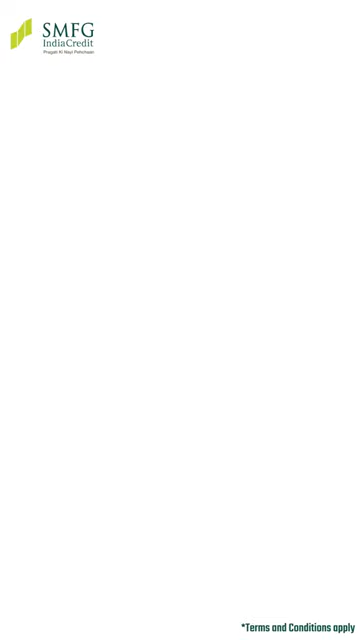 SMFG
IndiaCredit
Pragati Ki Nayi Pehchaan
*Terms and Conditions apply